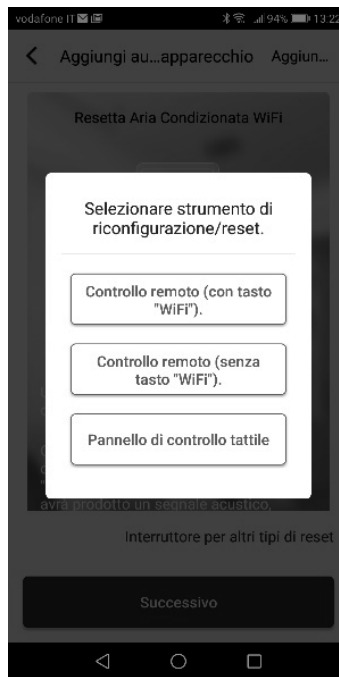 vodafone IT 94% 13:22
Aggiungi au...apparecchio Aggiun...
Resetta Aria Condizionata WiFi
Selezionare strumento di
riconfigurazione/reset.
Controllo remoto (con tasto
"WiFi").
Controllo remoto (senza
tasto "WiFi").
Pannello di controllo tattile
avrà prodotto un segnale acustico.
Interruttore per altri tipi di reset
Successivo